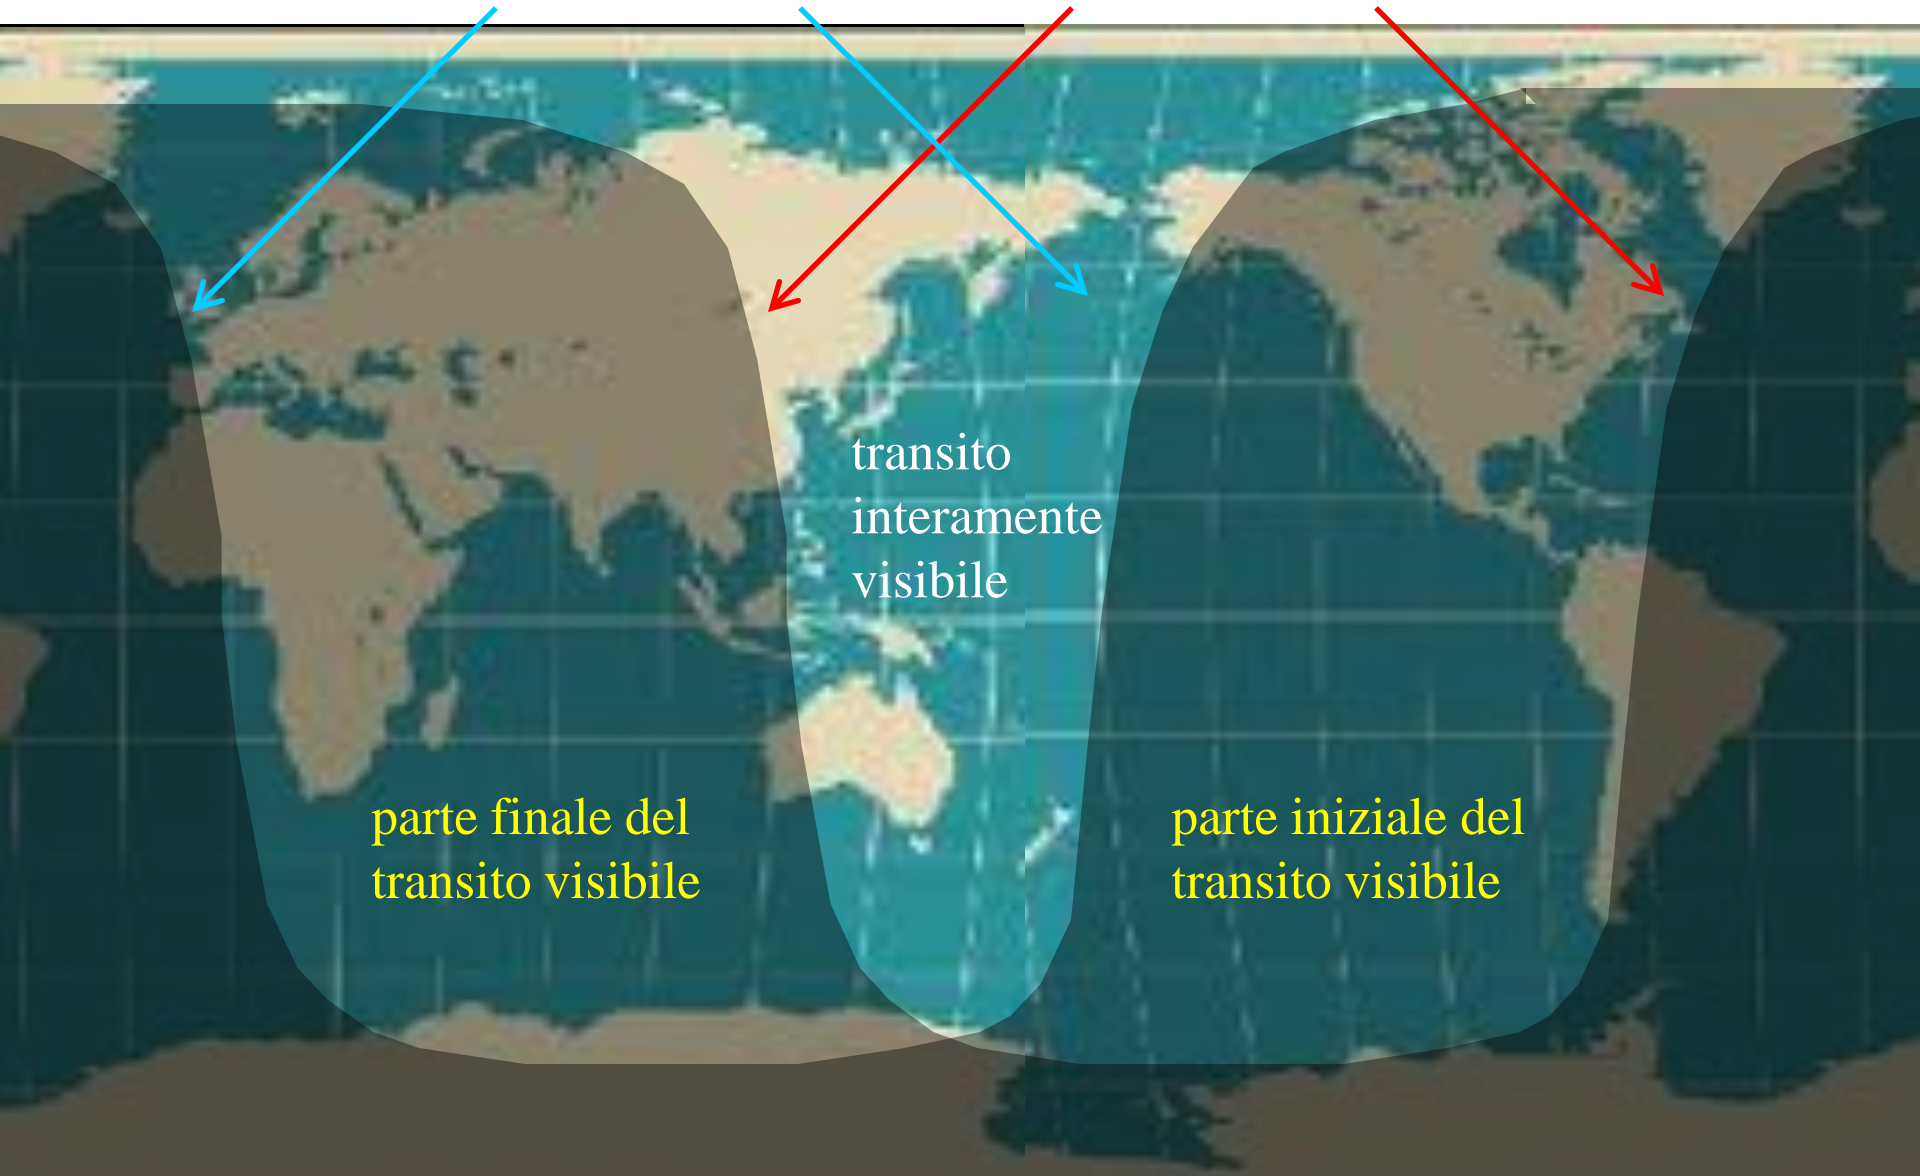 transito
interamente
visibile
parte finale del
transito visibile
parte iniziale del
transito visibile